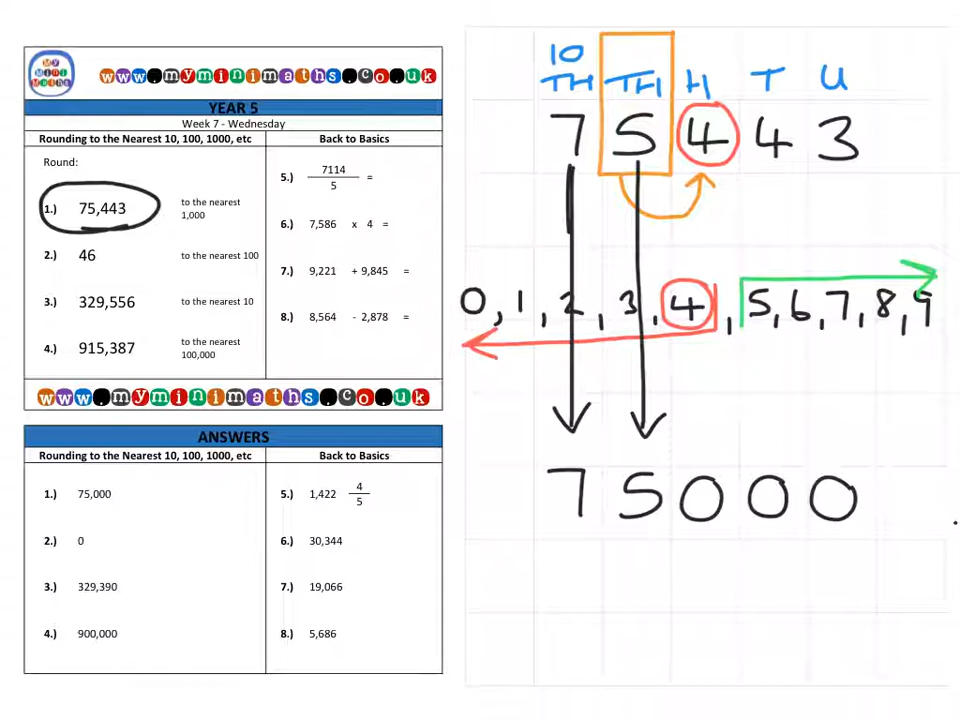 My
Mini
Maths
www.myminimaths.co.uk
YEAR 5
Week 7 - Wednesday
Rounding to the Nearest 10, 100, 1000, etc
Back to Basics
Round:
1.) 75,443 to the nearest
1,000
2.) 46 to the nearest 100
3.) 329,556 to the nearest 10
4.) 915,387 to the nearest
100,000
5.) 7114
5 =
6.) 7,586 x 4 =
7.) 9,221 + 9,845 =
8.) 8,564 - 2,878 =
www.myminimaths.co.uk
ANSWERS
Rounding to the Nearest 10, 100, 1000, etc
Back to Basics
1.) 75,000
2.) 0
3.) 329,390
4.) 900,000
5.) 1,422 4
5
6.) 30,344
7.) 19,066
8.) 5,686
10
TH TH H T U
7 5 4 4 3
0, 1, 2, 3, 4, 5, 6, 7, 8, 9
7 5 0 0 0